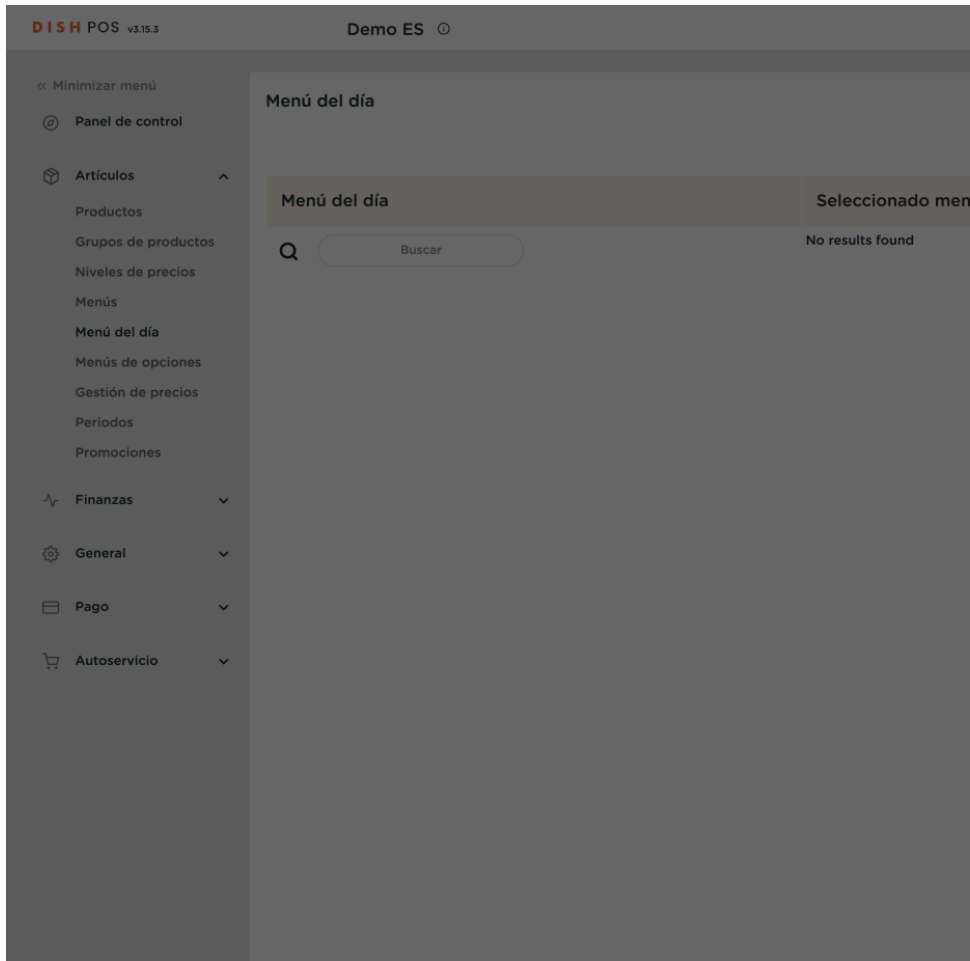 DISH POS v3.15.3
Demo ES
Minimizar menú
Panel de control
Artículos
Productos
Grupos de productos
Niveles de precios
Menús
Menú del día
Menús de opciones
Gestión de precios
Periodos
Promociones
Finanzas
General
Pago
Autoservicio
Menú del día
Menú del día
Seleccionado men
Buscar
No results found